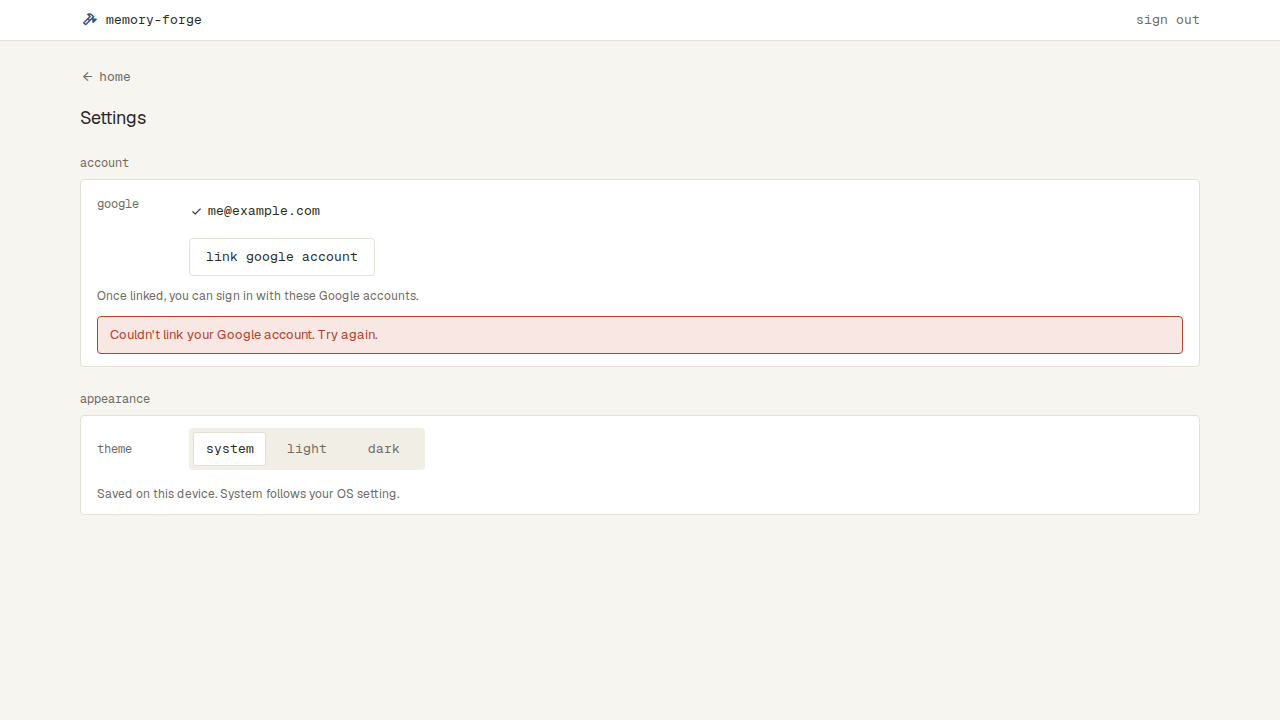 memory-forge
sign out
← home
Settings
account
google
✓ me@example.com
link google account
Once linked, you can sign in with these Google accounts.
Couldn't link your Google account. Try again.
appearance
theme
system
light
dark
Saved on this device. System follows your OS setting.